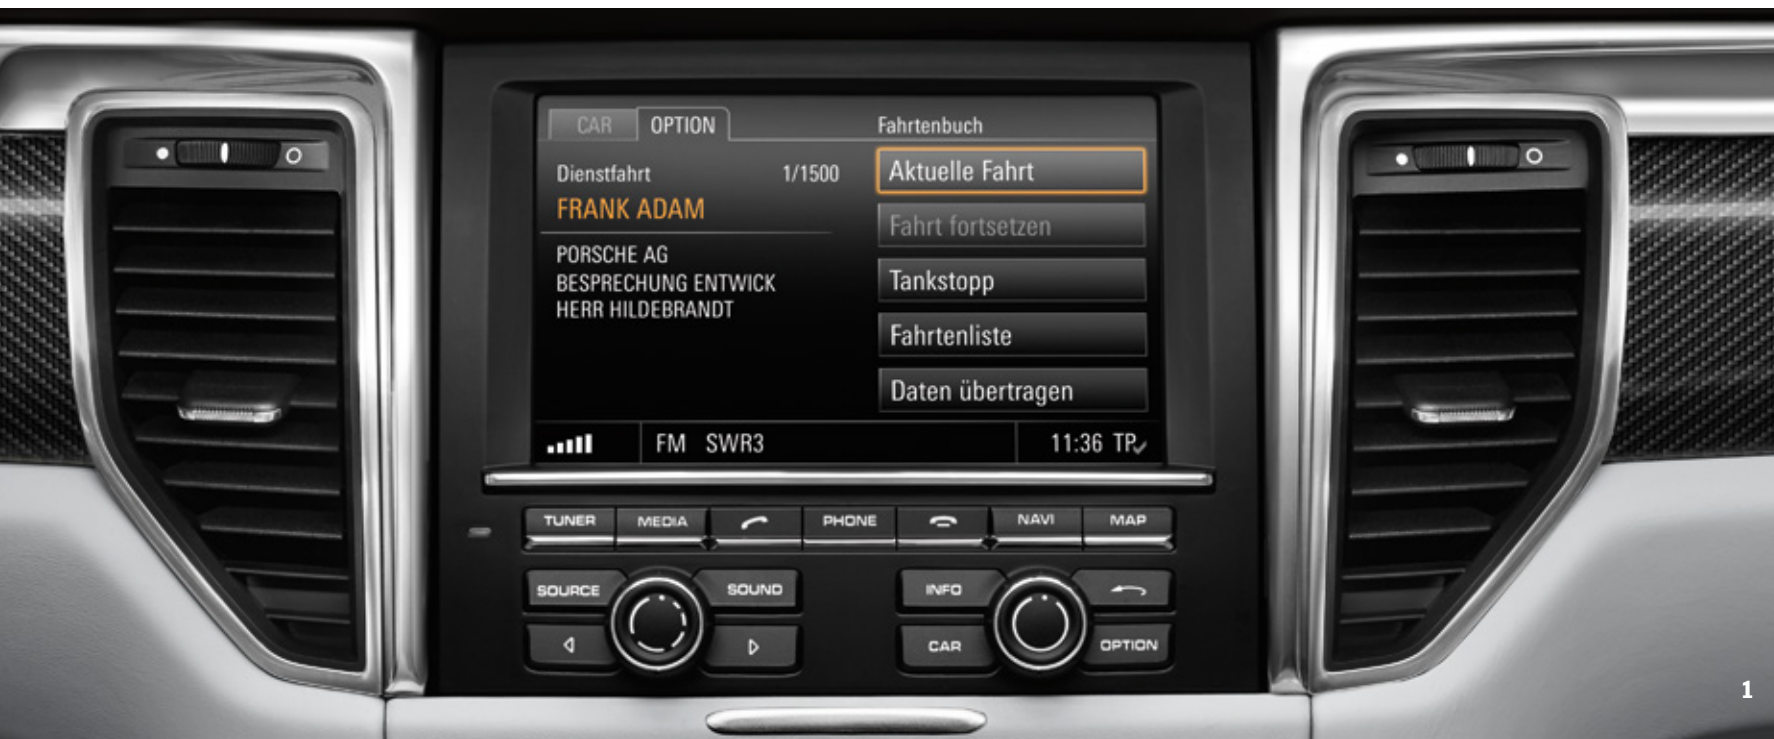 CAR OPTION Fahrtenbuch
Dienstfahrt 1/1500
FRANK ADAM
PORSCHE AG
BESPRECHUNG ENTWICK
HERR HILDEBRANDT
Aktuelle Fahrt
Fahrt fortsetzen
Tankstopp
Fahrtenliste
Daten übertragen
FM SWR3 11:36 TP
TUNER MEDIA PHONE NAVI MAP
SOURCE SOUND INFO
CAR OPTION
1